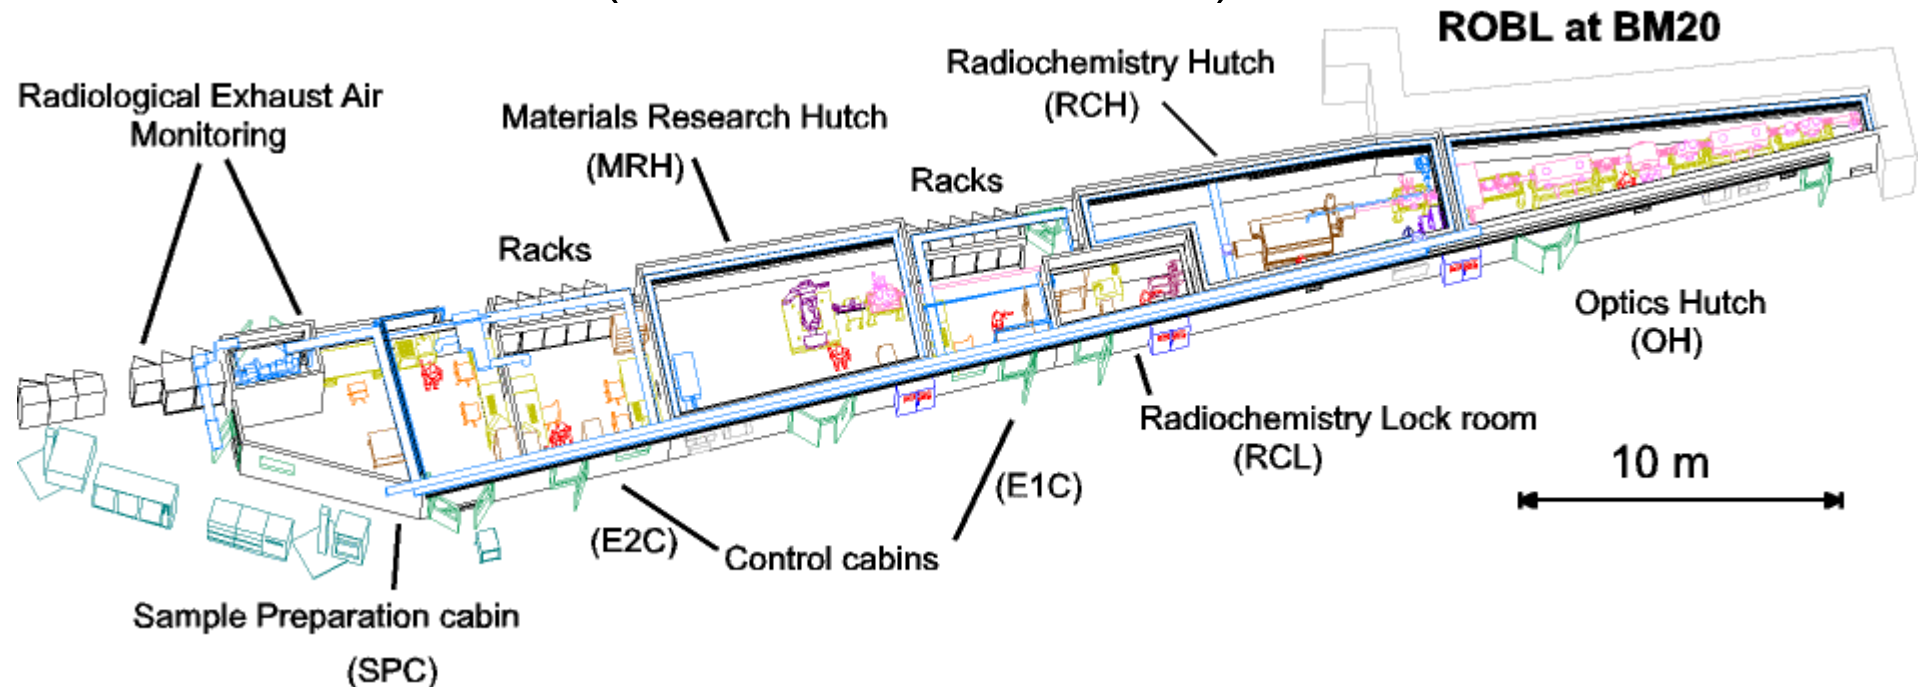 ROBL at BM20
Radiochemistry Hutch
(RCH)
Radiological Exhaust Air
Monitoring
Materials Research Hutch
(MRH)
Racks
Racks
Optics Hutch
(OH)
Radiochemistry Lock room
(RCL)
10 m
(E1C)
(E2C)
Control cabins
Sample Preparation cabin
(SPC)